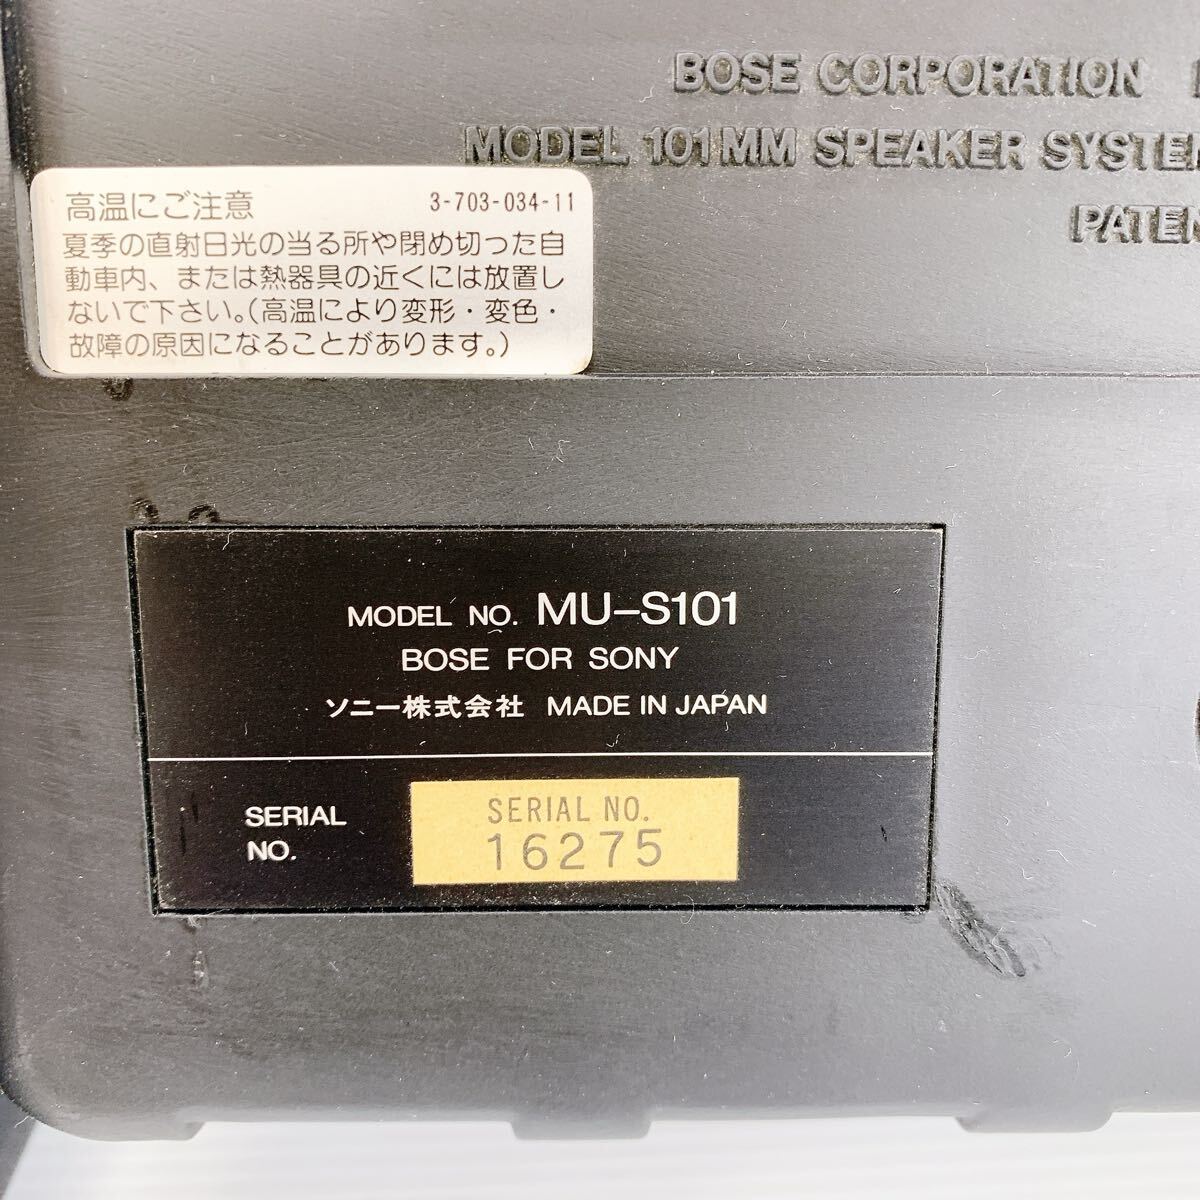 BOSE CORPORATION
MODEL 101MM SPEAKER SYSTEM
PATEN
高温にご注意 3-703-034-11
夏季の直射日光の当る所や閉め切った自
動車内、または熱器具の近くには放置し
ないで下さい。(高温により変形・変色・
故障の原因になることがあります。)
MODEL NO. MU-S101
BOSE FOR SONY
ソニー株式会社 MADE IN JAPAN
SERIAL
NO.
SERIAL NO.
16275